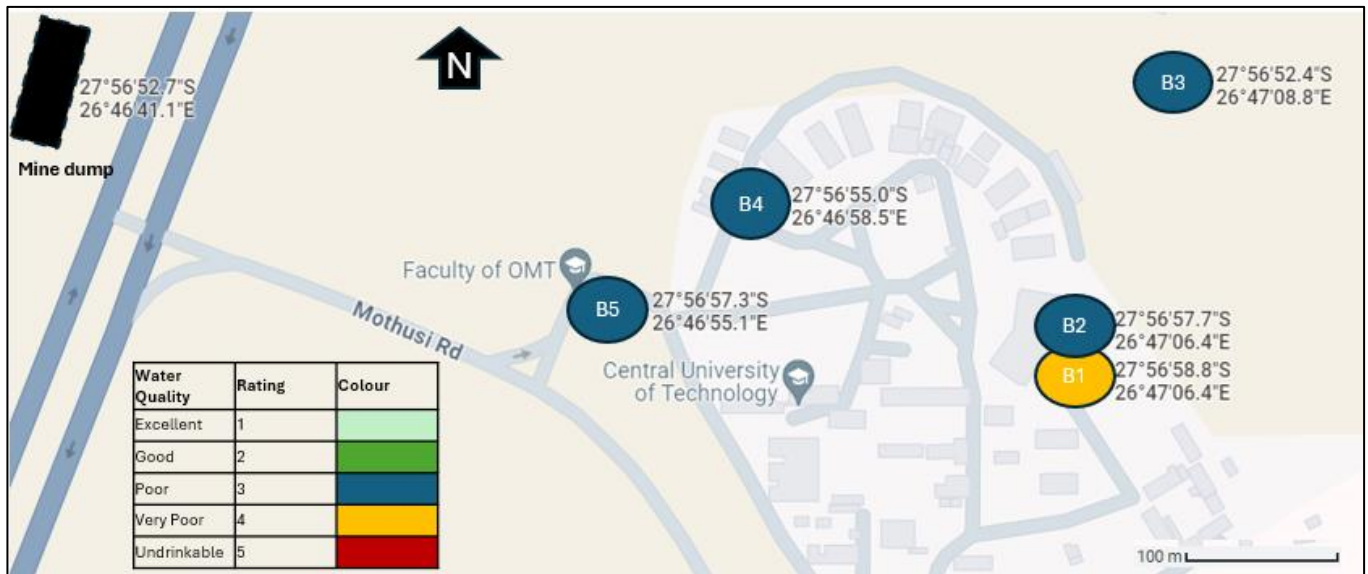 N
27°56'52.7"S
26°46'41.1"E
Mine dump
B3
27°56'52.4"S
26°47'08.8"E
B4
27°56'55.0"S
26°46'58.5"E
Faculty of OMT
B5
27°56'57.3"S
26°46'55.1"E
Mothusi Rd
B2
27°56'57.7"S
26°47'06.4"E
B1
27°56'58.8"S
26°47'06.4"E
Central University
of Technology
Water
Quality Rating Colour
Excellent 1
Good 2
Poor 3
Very Poor 4
Undrinkable 5
100 m